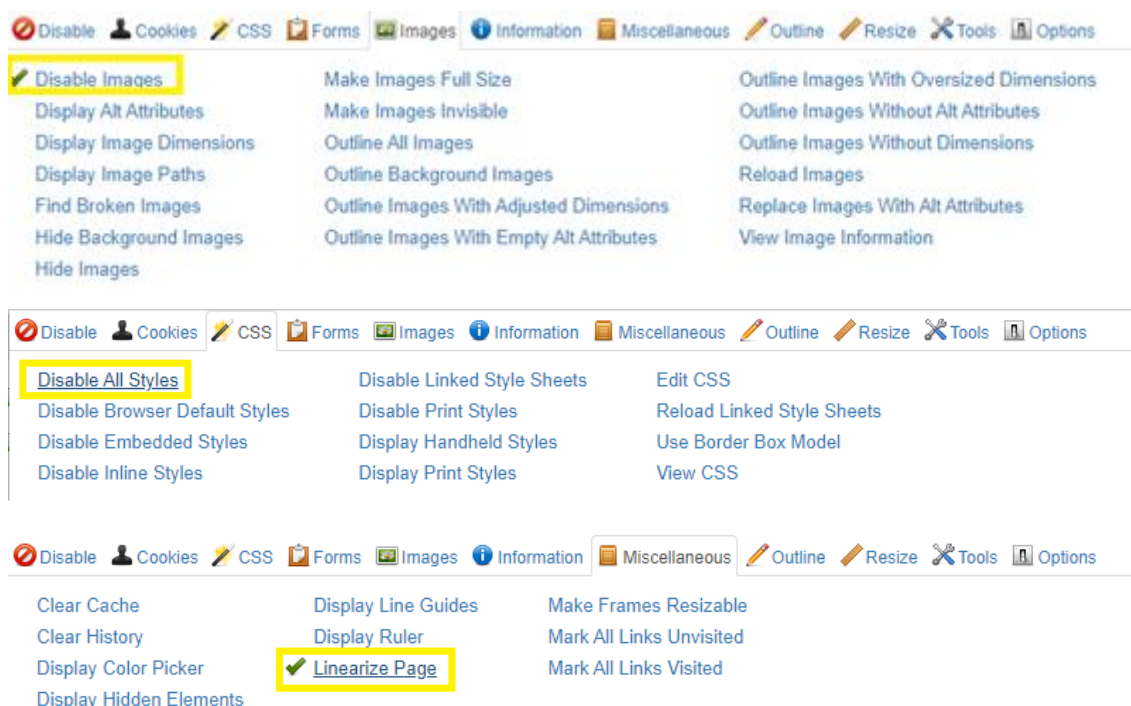 Disable Cookies CSS Forms Images Information Miscellaneous Outline Resize Tools Options
Disable Images Make Images Full Size Outline Images With Oversized Dimensions
Display Alt Attributes Make Images Invisible Outline Images Without Alt Attributes
Display Image Dimensions Outline All Images Outline Images Without Dimensions
Display Image Paths Outline Background Images Reload Images
Find Broken Images Outline Images With Adjusted Dimensions Replace Images With Alt Attributes
Hide Background Images Outline Images With Empty Alt Attributes View Image Information
Hide Images
Disable Cookies CSS Forms Images Information Miscellaneous Outline Resize Tools Options
Disable All Styles Disable Linked Style Sheets Edit CSS
Disable Browser Default Styles Disable Print Styles Reload Linked Style Sheets
Disable Embedded Styles Display Handheld Styles Use Border Box Model
Disable Inline Styles Display Print Styles View CSS
Disable Cookies CSS Forms Images Information Miscellaneous Outline Resize Tools Options
Clear Cache Display Line Guides Make Frames Resizable
Clear History Display Ruler Mark All Links Unvisited
Display Color Picker Linearize Page Mark All Links Visited
Display Hidden Elements